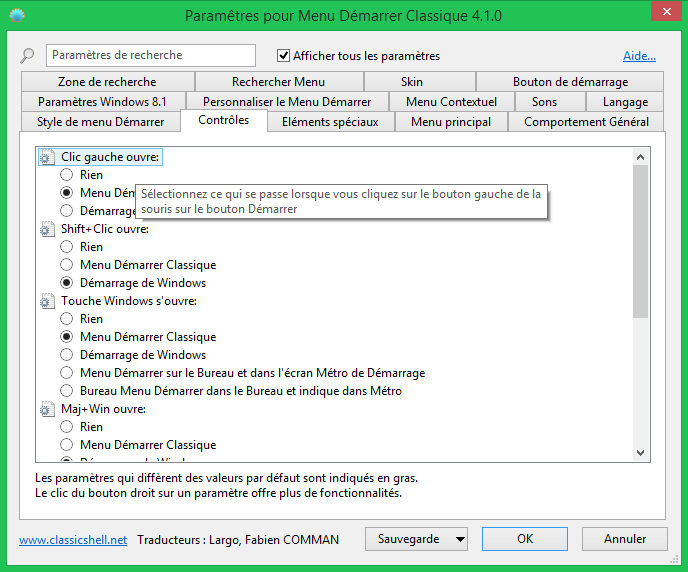 Paramêtres pour Menu Démarrer Classique 4.1.0
Paramètres de recherche
Afficher tous les paramètres
Aide...
Zone de recherche
Rechercher Menu
Skin
Bouton de démarrage
Paramètres Windows 8.1
Personnaliser le Menu Démarrer
Menu Contextuel
Sons
Langage
Style de menu Démarrer
Contrôles
Eléments spéciaux
Menu principal
Comportement Général
Clic gauche ouvre:
Rien
Menu Dém
Sélectionnez ce qui se passe lorsque vous cliquez sur le bouton gauche de la
Démarrage
souris sur le bouton Démarrer
Shift+Clic ouvre:
Rien
Menu Démarrer Classique
Démarrage de Windows
Touche Windows s'ouvre:
Rien
Menu Démarrer Classique
Démarrage de Windows
Menu Démarrer sur le Bureau et dans l'écran Métro de Démarrage
Bureau Menu Démarrer dans le Bureau et indique dans Métro
Maj+Win ouvre:
Rien
Menu Démarrer Classique
Démarrage de Windows
Les paramètres qui diffèrent des valeurs par défaut sont indiqués en gras.
Le clic du bouton droit sur un paramètre offre plus de fonctionnalités.
www.classicshell.net
Traducteurs : Largo, Fabien COMMAN
Sauvegarde
OK
Annuler